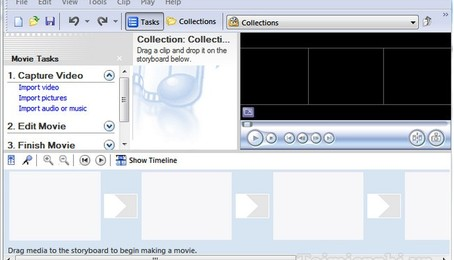 File Edit View Tools Clip Play Help
Tasks Collections Collections
Movie Tasks
1. Capture Video
Import video
Import pictures
Import audio or music
2. Edit Movie
3. Finish Movie
Collection: Collecti...
Drag a clip and drop it on the
storyboard below.
Show Timeline
Drag media to the storyboard to begin making a movie.